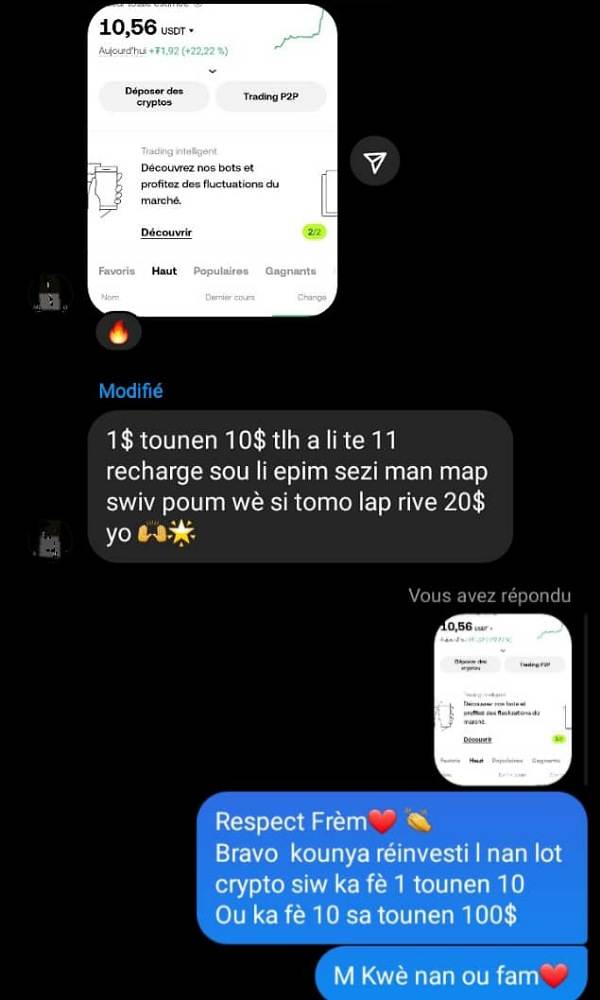 10,56 USDT
Aujourd'hui +₮1,92 (+22,22 %)
Déposer des
cryptos
Trading P2P
Trading intelligent
Découvrez nos bots et
profitez des fluctuations du
marché.
Découvrir
2/2
Favoris Haut Populaires Gagnants
Nom Dernier cours Change
🔥
Modifié
1$ tounen 10$ tlh a li te 11
recharge sou li epim sezi man map
swiv poum wè si tomo lap rive 20$
yo 🙌🌟
Vous avez répondu
10,56 USDT
Déposer des
cryptos
Trading P2P
Trading intelligent
Découvrez nos bots et
profitez des fluctuations du
marché.
Découvrir
Favoris Haut Populaires Gagnants
Respect Frèm❤️ 👏
Bravo kounya réinvesti l nan lot
crypto siw ka fè 1 tounen 10
Ou ka fè 10 sa tounen 100$
M Kwè nan ou fam❤️